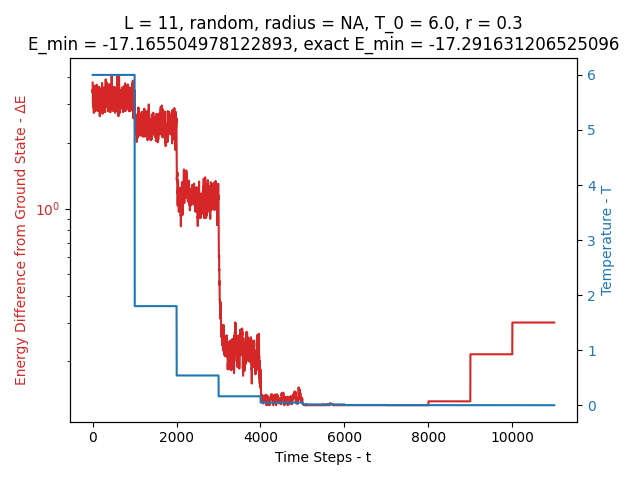 L = 11, random, radius = NA, T_0 = 6.0, r = 0.3
E_min = -17.165504978122893, exact E_min = -17.291631206525096
Energy Difference from Ground State - ΔE
10⁰
0
2000
4000
6000
8000
10000
Time Steps - t
6
5
4
3
2
1
0
Temperature - T